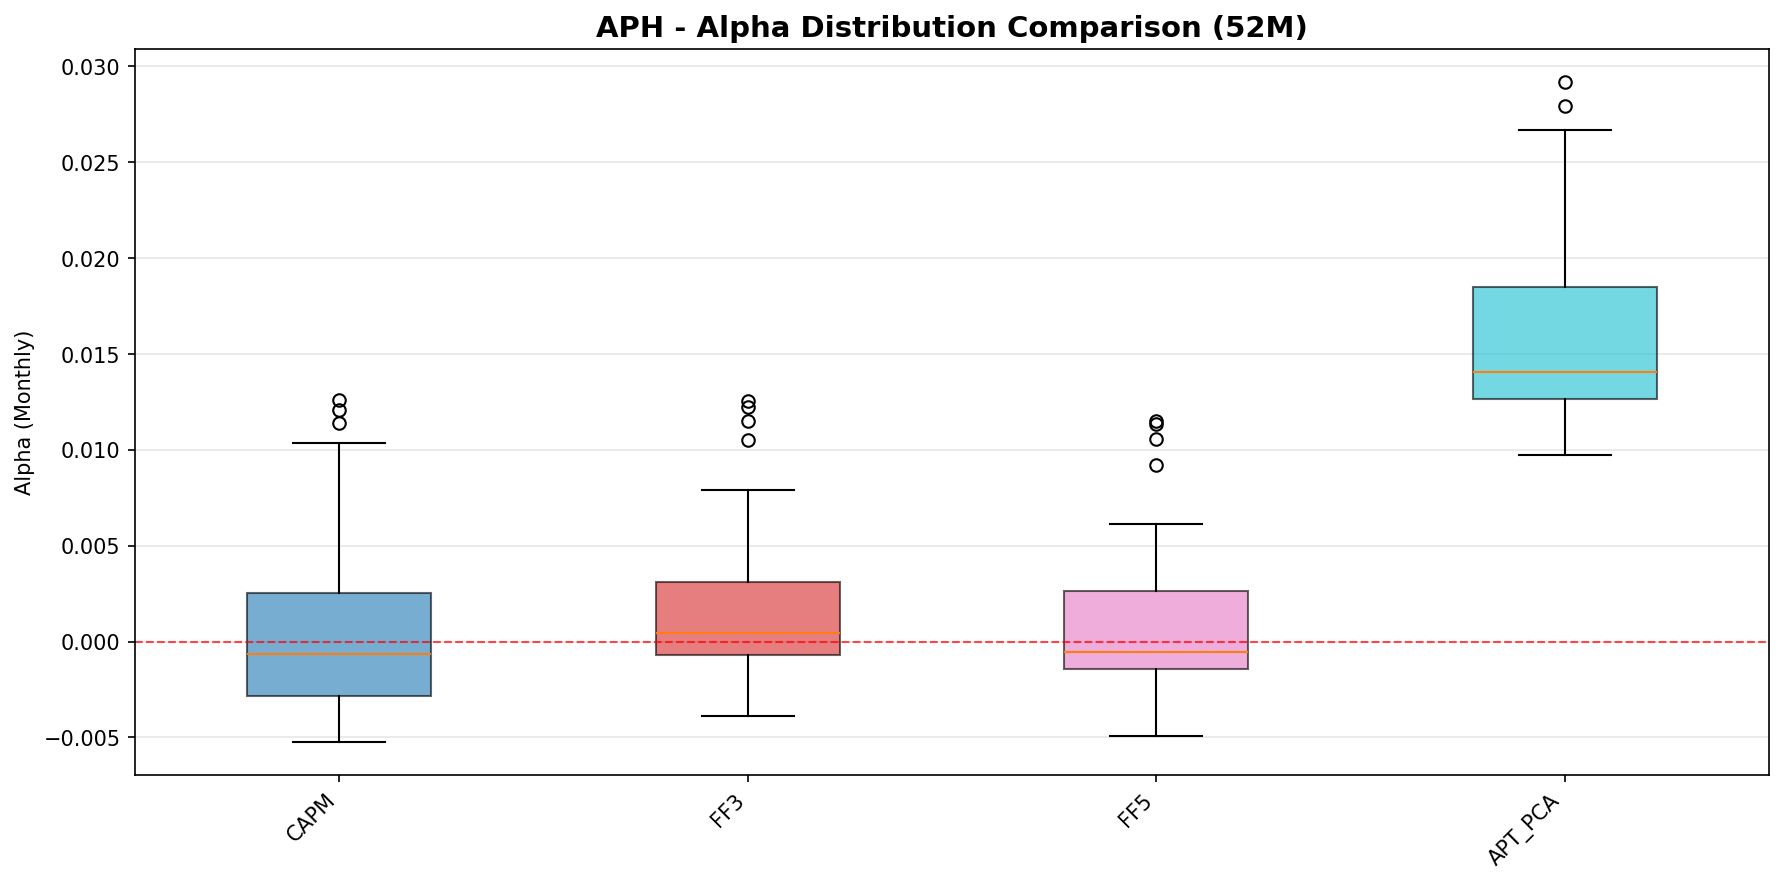 APH - Alpha Distribution Comparison (52M)
Alpha (Monthly)
0.030
0.025
0.020
0.015
0.010
0.005
0.000
−0.005
CAPM
FF3
FF5
APT_PCA